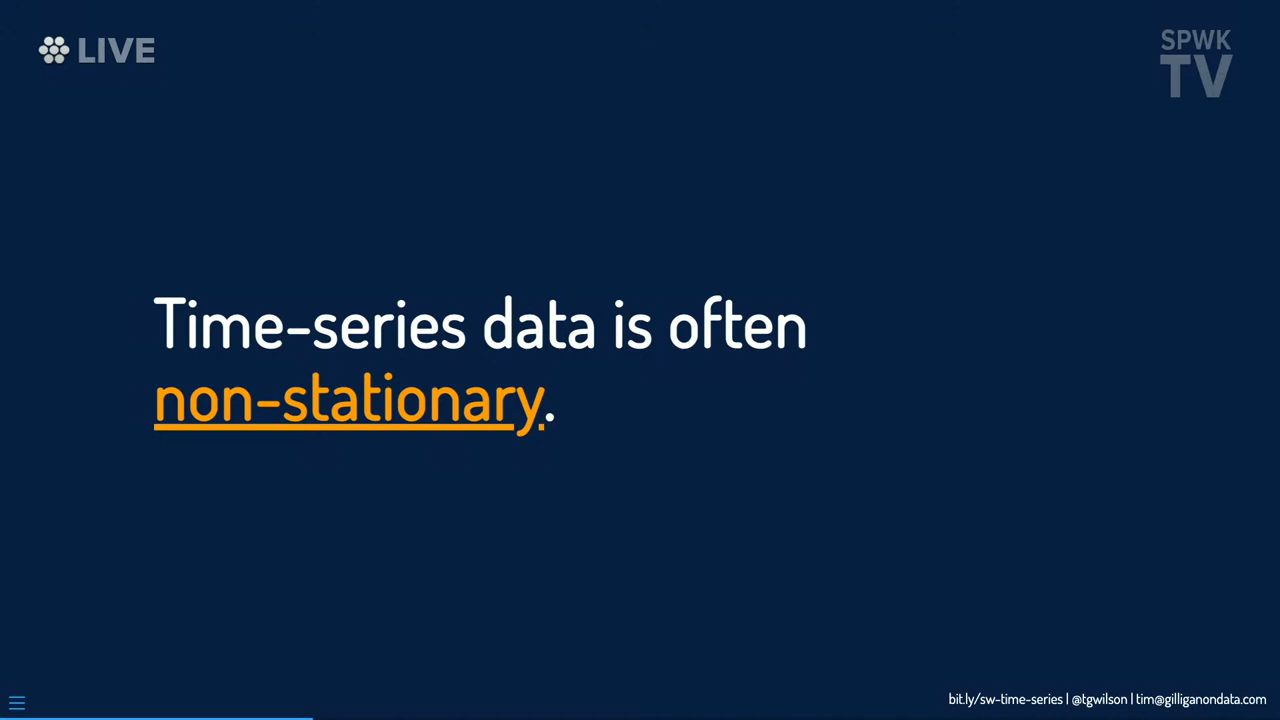 LIVE
SPWK
TV
Time-series data is often
non-stationary.
bit.ly/sw-time-series | @tgwilson | tim@gilliganondata.com